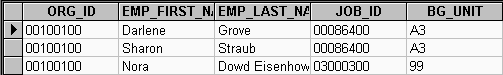 ORG_ID EMP_FIRST_NA EMP_LAST_NA JOB_ID BG_UNIT
00100100 Darlene Grove 00086400 A3
00100100 Sharon Straub 00086400 A3
00100100 Nora Dowd Eisenhow 03000300 99